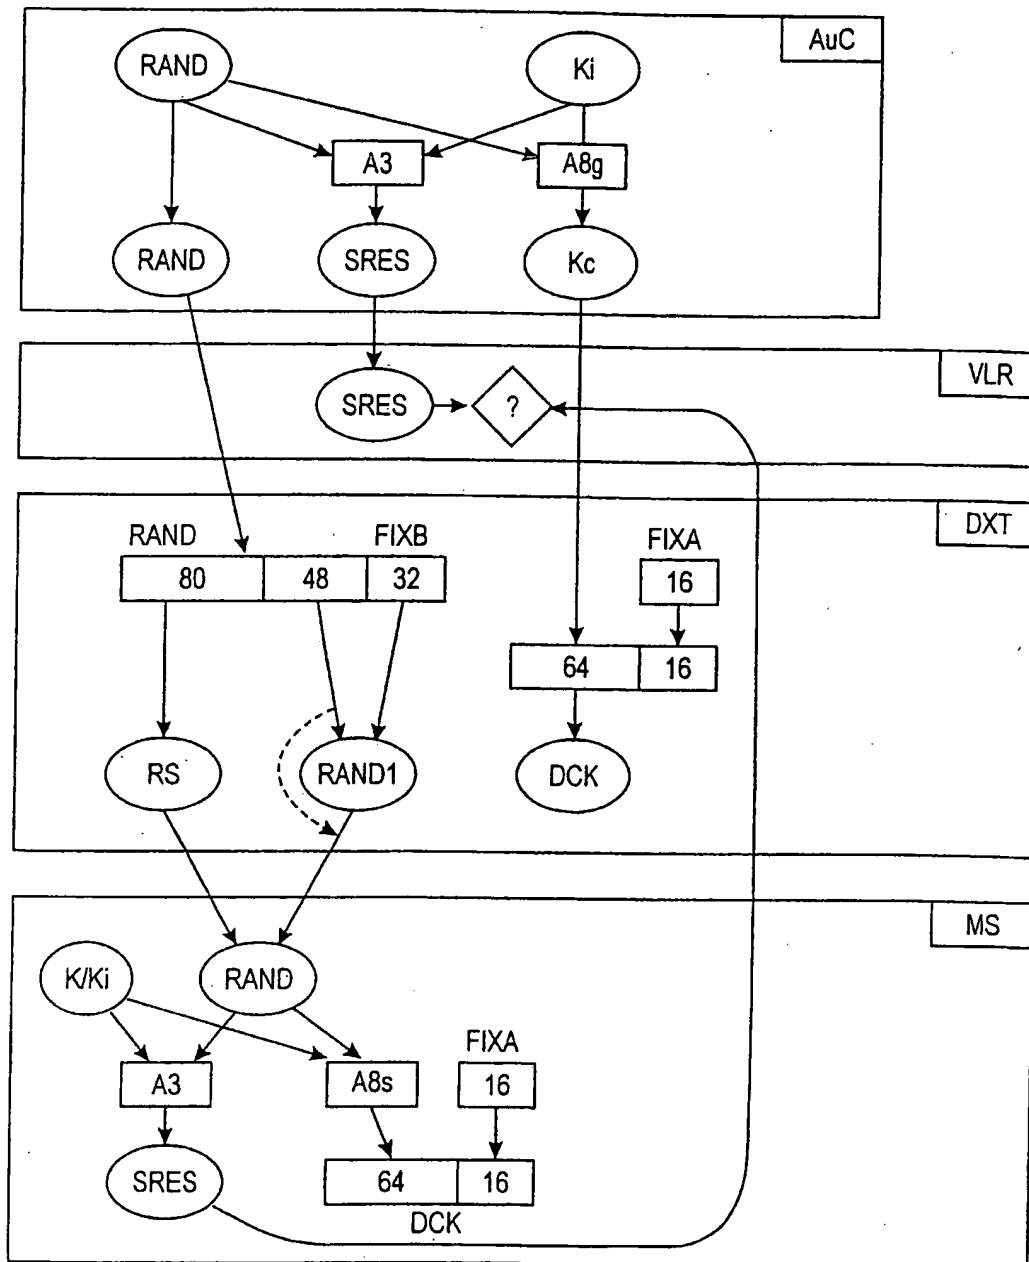 AuC
RAND Ki
A3 A8g
RAND SRES Kc
VLR
SRES ?
DXT
RAND FIXB FIXA
80 48 32 16
64 16
RS RAND1 DCK
MS
K/Ki RAND
FIXA
A3 A8s 16
SRES 64 16
DCK